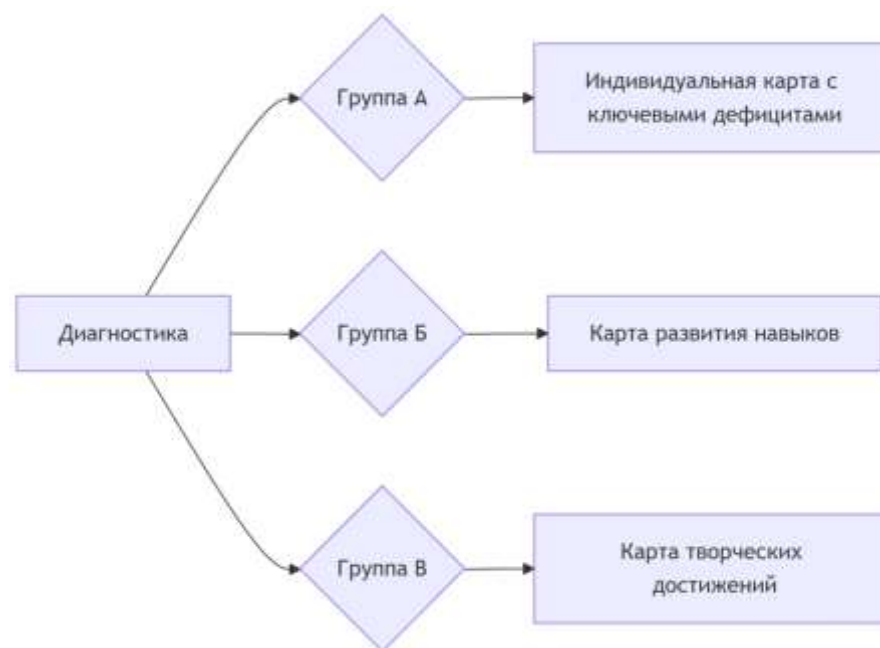 Группа А
Индивидуальная карта с
ключевыми дефицитами
Диагностика
Группа Б
Карта развития навыков
Группа В
Карта творческих
достижений